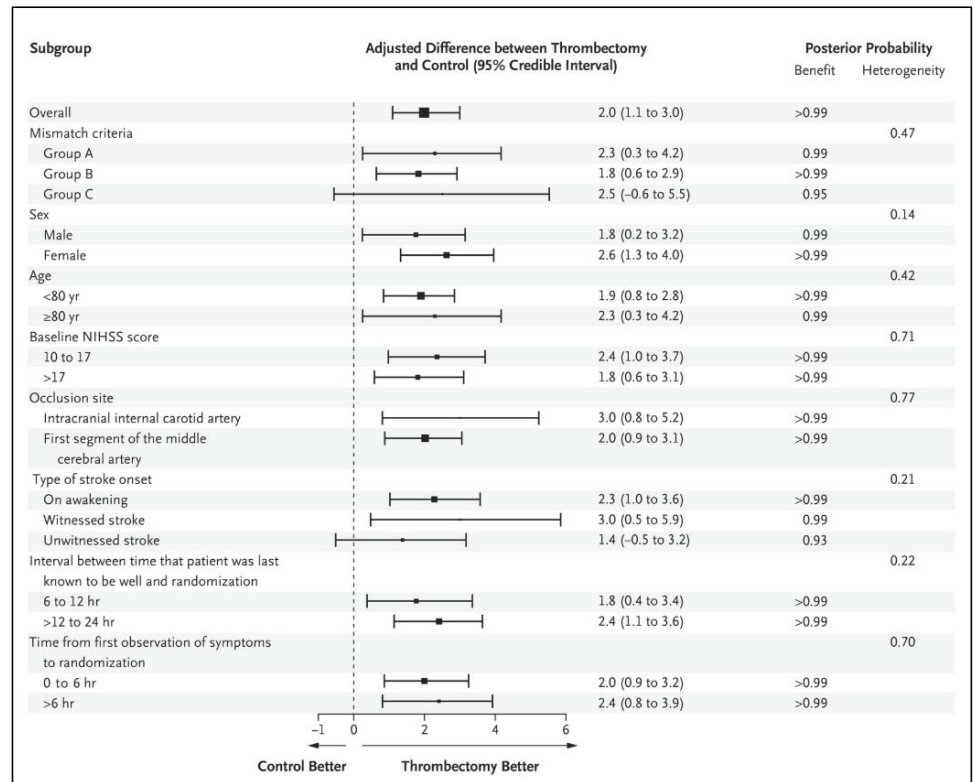 Subgroup Adjusted Difference between Thrombectomy Posterior Probability
and Control (95% Credible Interval) Benefit Heterogeneity
Overall 2.0 (1.1 to 3.0) >0.99
Mismatch criteria 0.47
Group A 2.3 (0.3 to 4.2) 0.99
Group B 1.8 (0.6 to 2.9) >0.99
Group C 2.5 (–0.6 to 5.5) 0.95
Sex 0.14
Male 1.8 (0.2 to 3.2) 0.99
Female 2.6 (1.3 to 4.0) >0.99
Age 0.42
<80 yr 1.9 (0.8 to 2.8) >0.99
≥80 yr 2.3 (0.3 to 4.2) 0.99
Baseline NIHSS score 0.71
10 to 17 2.4 (1.0 to 3.7) >0.99
>17 1.8 (0.6 to 3.1) >0.99
Occlusion site 0.77
Intracranial internal carotid artery 3.0 (0.8 to 5.2) >0.99
First segment of the middle 2.0 (0.9 to 3.1) >0.99
cerebral artery
Type of stroke onset 0.21
On awakening 2.3 (1.0 to 3.6) >0.99
Witnessed stroke 3.0 (0.5 to 5.9) 0.99
Unwitnessed stroke 1.4 (–0.5 to 3.2) 0.93
Interval between time that patient was last 0.22
known to be well and randomization
6 to 12 hr 1.8 (0.4 to 3.4) >0.99
>12 to 24 hr 2.4 (1.1 to 3.6) >0.99
Time from first observation of symptoms 0.70
to randomization
0 to 6 hr 2.0 (0.9 to 3.2) >0.99
>6 hr 2.4 (0.8 to 3.9) >0.99
–1 0 2 4 6
Control Better Thrombectomy Better